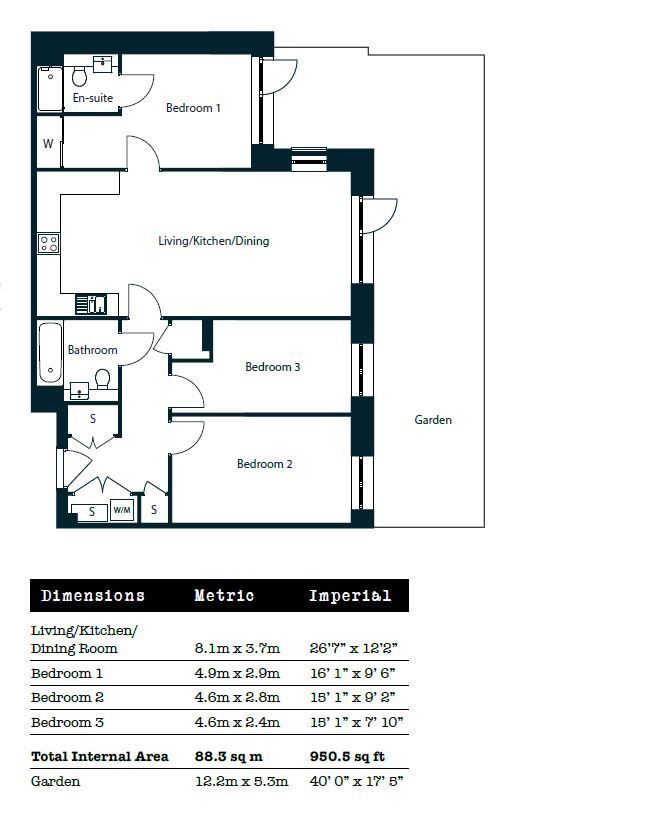 En-suite
Bedroom 1
W
Living/Kitchen/Dining
Bathroom
Bedroom 3
S
Garden
Bedroom 2
S
W/M
S
Dimensions Metric Imperial
Living/Kitchen/
Dining Room 8.1m x 3.7m 26'7" x 12'2"
Bedroom 1 4.9m x 2.9m 16' 1" x 9' 6"
Bedroom 2 4.6m x 2.8m 15' 1" x 9' 2"
Bedroom 3 4.6m x 2.4m 15' 1" x 7' 10"
Total Internal Area 88.3 sq m 950.5 sq ft
Garden 12.2m x 5.3m 40' 0" x 17' 5"